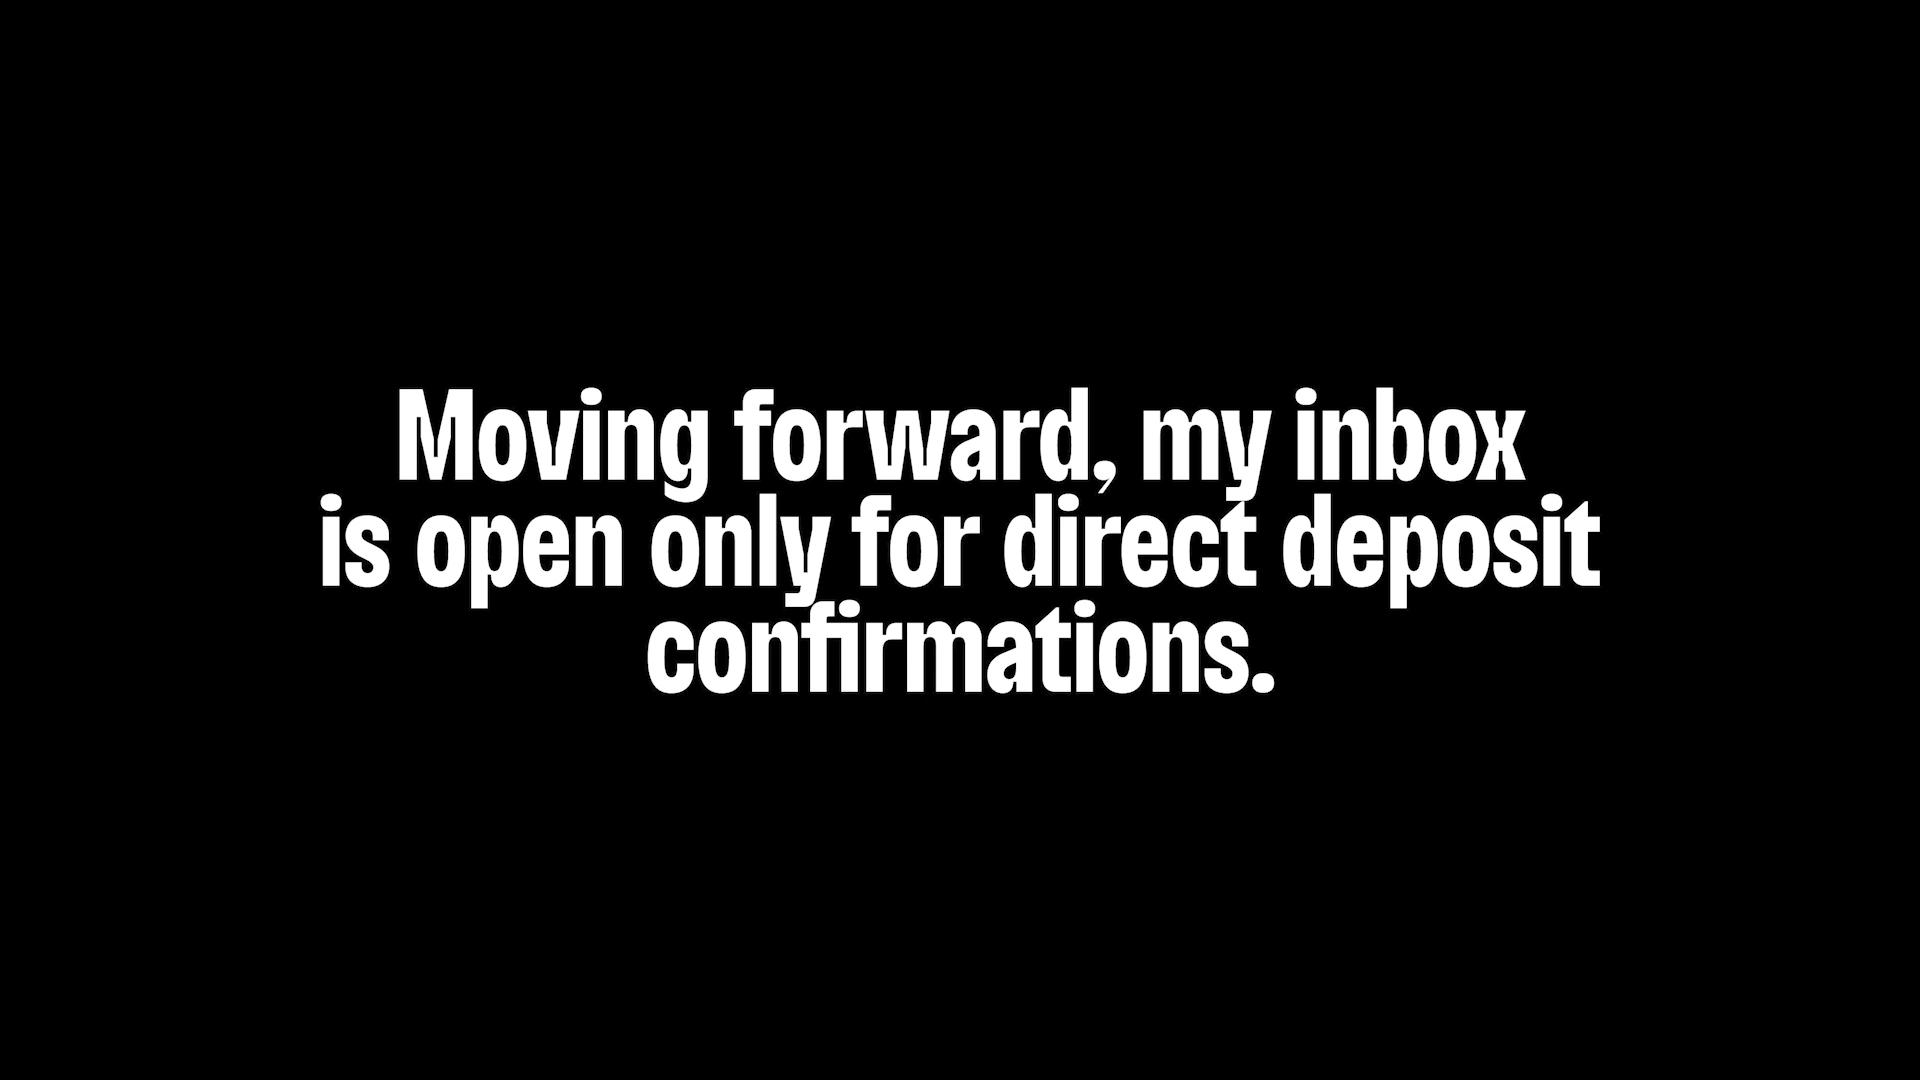 Moving forward, my inbox
is open only for direct deposit
confirmations.